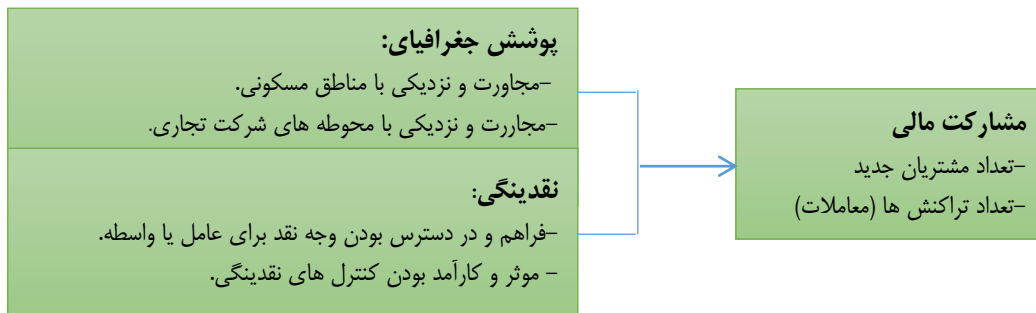 پوشش جغرافیای:
-مجاورت و نزدیکی با مناطق مسکونی.
-مجاررت و نزدیکی با محوطه های شرکت تجاری.
نقدینگی:
-فراهم و در دسترس بودن وجه نقد برای عامل یا واسطه.
- موثر و کارآمد بودن کنترل های نقدینگی.
مشارکت مالی
-تعداد مشتریان جدید
-تعداد تراکنش ها (معاملات)